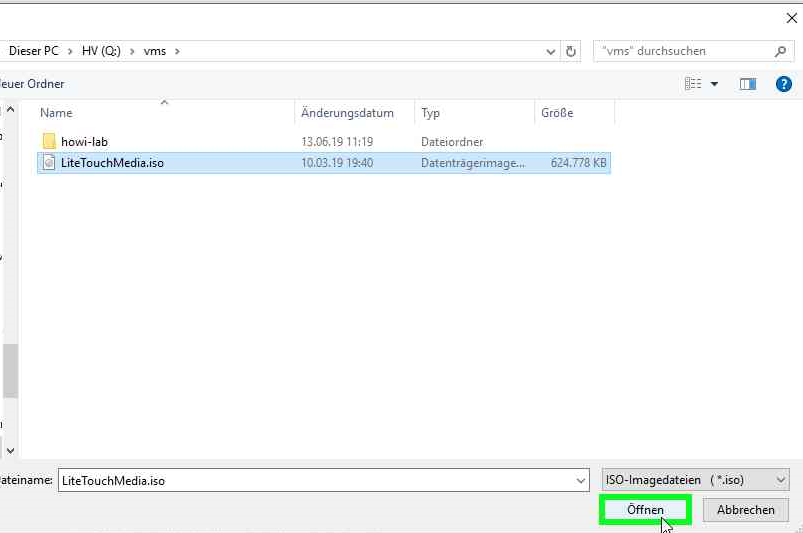 Dieser PC > HV (Q:) > vms > "vms" durchsuchen
euer Ordner ?
Name Änderungsdatum Typ Größe
howi-lab 13.06.19 11:19 Dateiordner
LiteTouchMedia.iso 10.03.19 19:40 Datenträgerimage... 624.778 KB
ateiname: LiteTouchMedia.iso ISO-Imagedateien (*.iso)
Öffnen Abbrechen